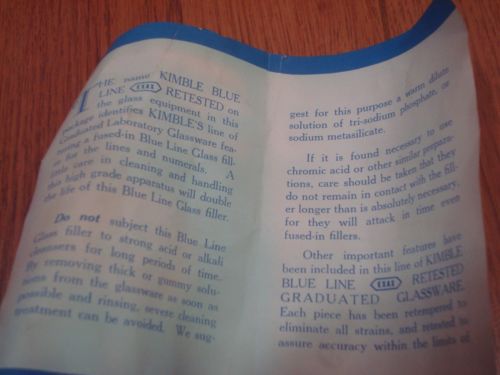 THE name KIMBLE BLUE
LINE EXAX RETESTED on
the glass equipment in this
package identifies KIMBLE'S line of
Graduated Laboratory Glassware fea-
turing a fused-in Blue Line Glass fill-
er for the lines and numerals. A
little care in cleaning and handling
this high grade apparatus will double
the life of this Blue Line Glass filler.
Do not subject this Blue Line
Glass filler to strong acid or alkali
cleansers for long periods of time.
By removing thick or gummy solu-
tions from the glassware as soon as
possible and rinsing, severe cleaning
treatment can be avoided. We sug-
gest for this purpose a warm dilute
solution of tri-sodium phosphate, or
sodium metasilicate.
If it is found necessary to use
chromic acid or other similar prepara-
tions, care should be taken that they
do not remain in contact with the fill-
er longer than is absolutely necessary,
for they will attack in time even
fused-in fillers.
Other important features have
been included in this line of KIMBLE
BLUE LINE EXAX RETESTED
GRADUATED GLASSWARE.
Each piece has been retempered to
eliminate all strains, and retested to
assure accuracy within the limits of